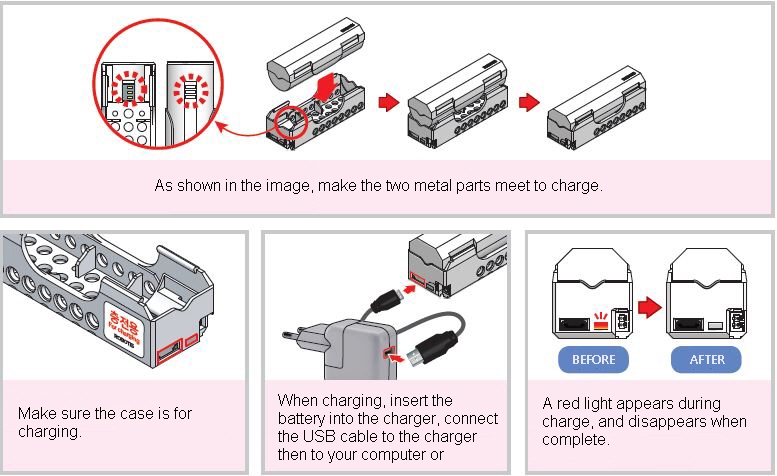 As shown in the image, make the two metal parts meet to charge.
충전용
For charging
ROBOTIS
Make sure the case is for
charging.
When charging, insert the
battery into the charger, connect
the USB cable to the charger
then to your computer or
BEFORE
AFTER
A red light appears during
charge, and disappears when
complete.